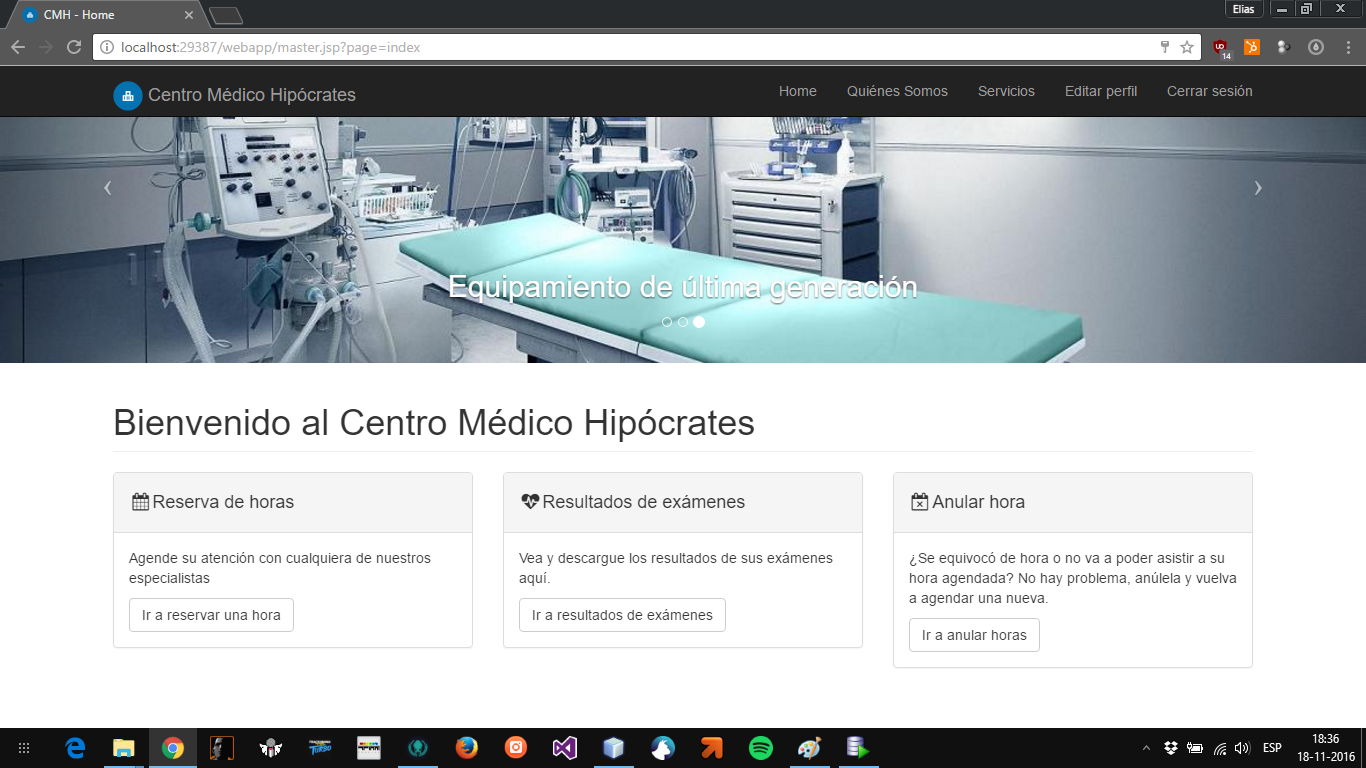 CMH - Home
Elias
localhost:29387/webapp/master.jsp?page=index
14
Centro Médico Hipócrates
Home
Quiénes Somos
Servicios
Editar perfil
Cerrar sesión
Equipamiento de última generación
Bienvenido al Centro Médico Hipócrates
Reserva de horas
Agende su atención con cualquiera de nuestros
especialistas
Ir a reservar una hora
Resultados de exámenes
Vea y descargue los resultados de sus exámenes
aquí.
Ir a resultados de exámenes
Anular hora
¿Se equivocó de hora o no va a poder asistir a su
hora agendada? No hay problema, anúlela y vuelva
a agendar una nueva.
Ir a anular horas
ESP
18:36
18-11-2016